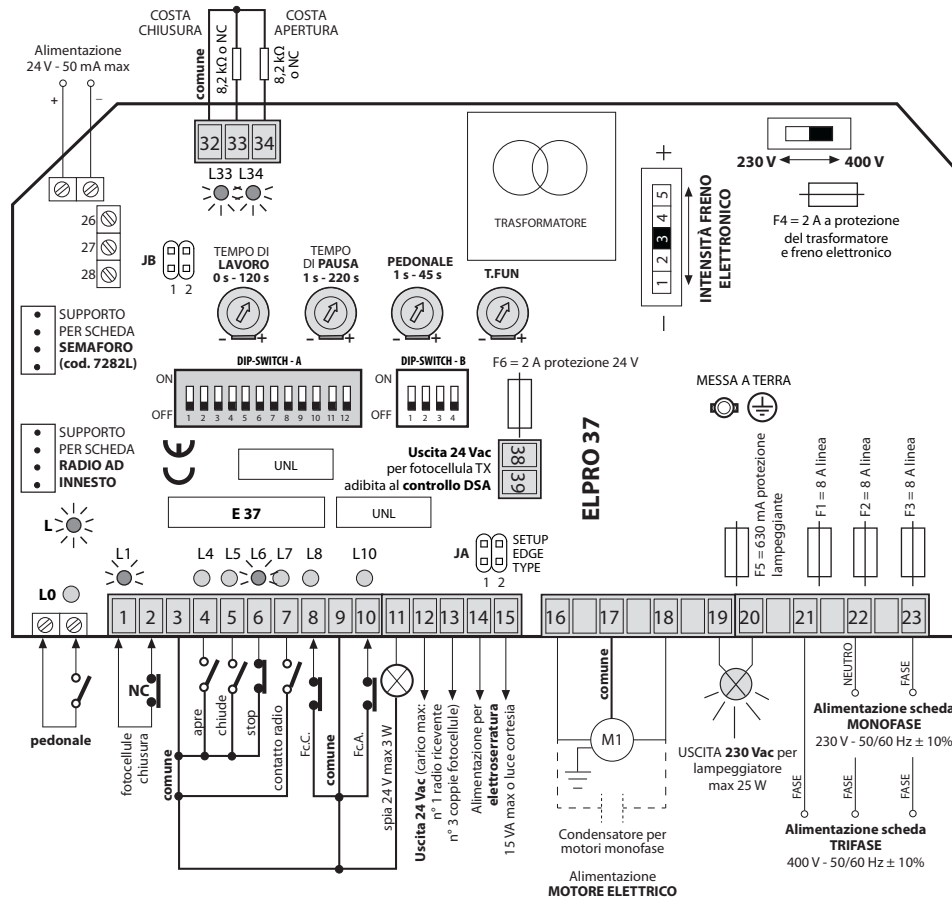 COSTA
CHIUSURA
COSTA
APERTURA
Alimentazione
24 V - 50 mA max
+
–
comune
8,2 kΩ o NC
8,2 kΩ
o NC
32 33 34
L33 L34
230 V
400 V
F4 = 2 A a protezione
del trasformatore
e freno elettronico
TRASFORMATORE
+
5
4
3
2
1
–
INTENSITÀ FRENO
ELETTRONICO
26
27
28
JB
1 2
TEMPO DI
LAVORO
0 s - 120 s
TEMPO
DI PAUSA
1 s - 220 s
PEDONALE
1 s - 45 s
T.FUN
- +
- +
- +
- +
SUPPORTO
PER SCHEDA
SEMAFORO
(cod. 7282L)
DIP-SWITCH - A
ON
OFF
1 2 3 4 5 6 7 8 9 10 11 12
DIP-SWITCH - B
ON
OFF
1 2 3 4
F6 = 2 A protezione 24 V
MESSA A TERRA
SUPPORTO
PER SCHEDA
RADIO AD
INNESTO
CE
UNL
Uscita 24 Vac
per fotocellula TX
adibita al controllo DSA
38
39
ELPRO 37
E 37
UNL
F5 = 630 mA protezione
lampeggiante
F1 = 8 A linea
F2 = 8 A linea
F3 = 8 A linea
L
L0
JA
SETUP
EDGE
TYPE
1 2
L1 L4 L5 L6 L7 L8 L10
1 2 3 4 5 6 7 8 9 10 11 12 13 14 15
16 17 18 19 20 21 22 23
pedonale
NC
fotocellule
chiusura
comune
apre
chiude
stop
contatto radio
Fc.C.
comune
Fc.A.
spia 24 V max 3 W
Uscita 24 Vac (carico max:
n° 1 radio ricevente
n° 3 coppie fotocellule)
Alimentazione per
elettroserratura
15 VA max o luce cortesia
comune
M1
Condensatore per
motori monofase
Alimentazione
MOTORE ELETTRICO
USCITA 230 Vac per
lampeggiatore
max 25 W
NEUTRO
FASE
Alimentazione scheda
MONOFASE
230 V - 50/60 Hz ± 10%
FASE
FASE
FASE
Alimentazione scheda
TRIFASE
400 V - 50/60 Hz ± 10%